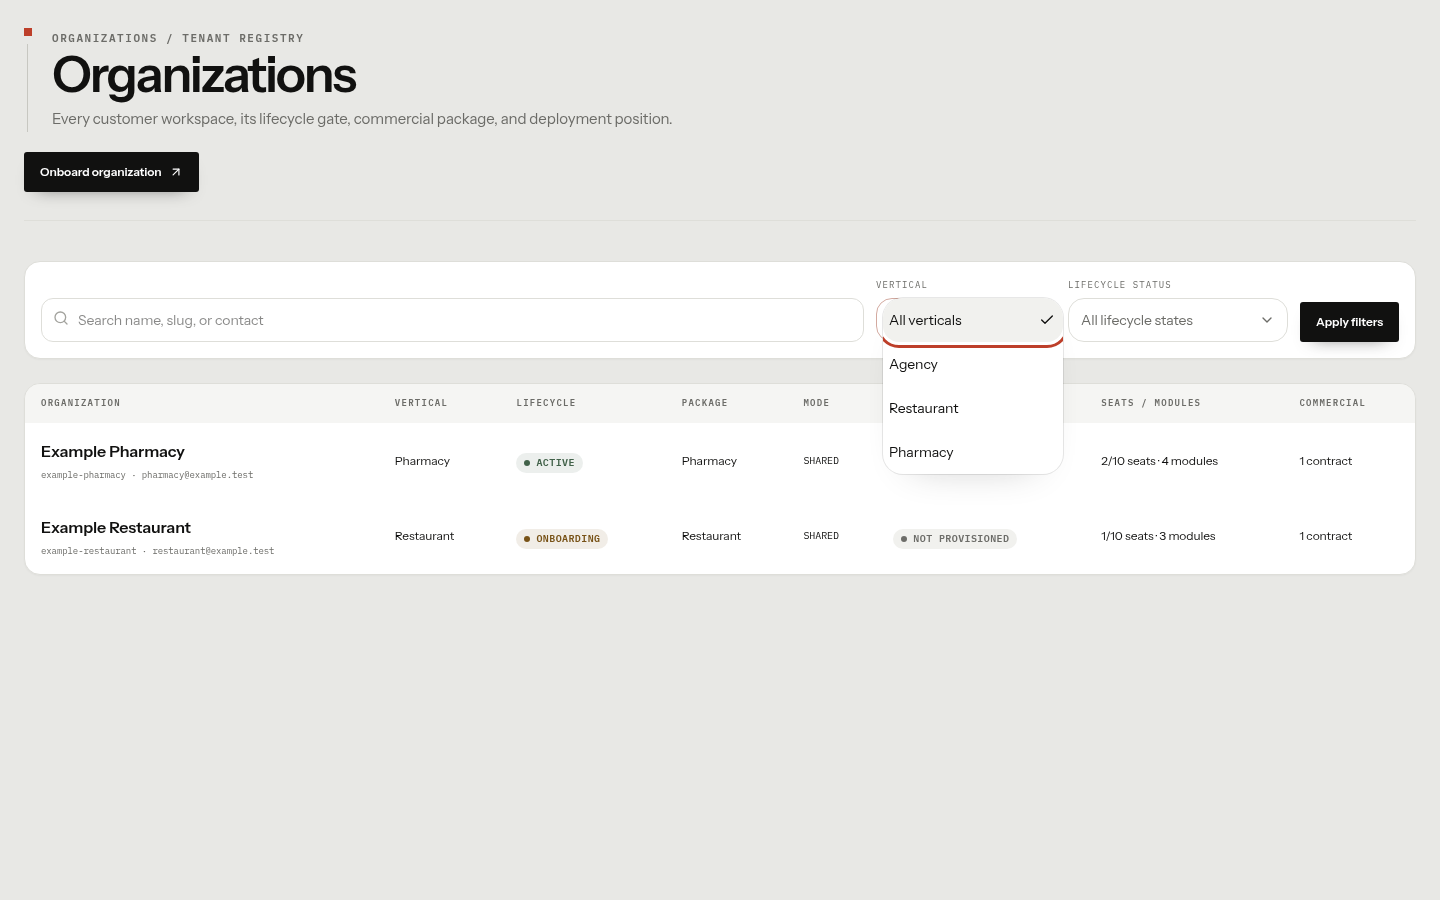 ORGANIZATIONS / TENANT REGISTRY
Organizations
Every customer workspace, its lifecycle gate, commercial package, and deployment position.
Onboard organization
VERTICAL LIFECYCLE STATUS
Search name, slug, or contact
All verticals
All lifecycle states
Apply filters
Agency
Restaurant
Pharmacy
ORGANIZATION VERTICAL LIFECYCLE PACKAGE MODE SEATS / MODULES COMMERCIAL
Example Pharmacy
example-pharmacy · pharmacy@example.test
Pharmacy ACTIVE Pharmacy SHARED 2/10 seats · 4 modules 1 contract
Example Restaurant
example-restaurant · restaurant@example.test
Restaurant ONBOARDING Restaurant SHARED NOT PROVISIONED 1/10 seats · 3 modules 1 contract